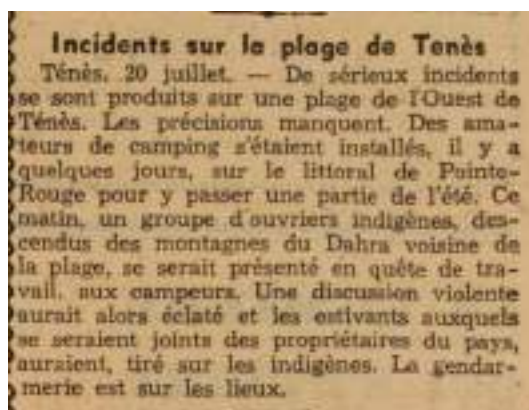 Incidents sur la plage de Tenès
Ténès, 20 juillet. — De sérieux incidents
se sont produits sur une plage de l'Ouest de
Ténès. Les précisions manquent. Des ama-
teurs de camping s'étaient installés, il y a
quelques jours, sur le littoral de Pointe-
Rouge pour y passer une partie de l'été. Ce
matin, un groupe d'ouvriers indigènes, des-
cendus des montagnes du Dahra voisine de
la plage, se serait présenté en quête de tra-
vail, aux campeurs. Une discussion violente
aurait alors éclaté et les estivants auxquels
se seraient joints des propriétaires du pays,
auraient, tiré sur les indigènes. La gendar-
merie est sur les lieux.